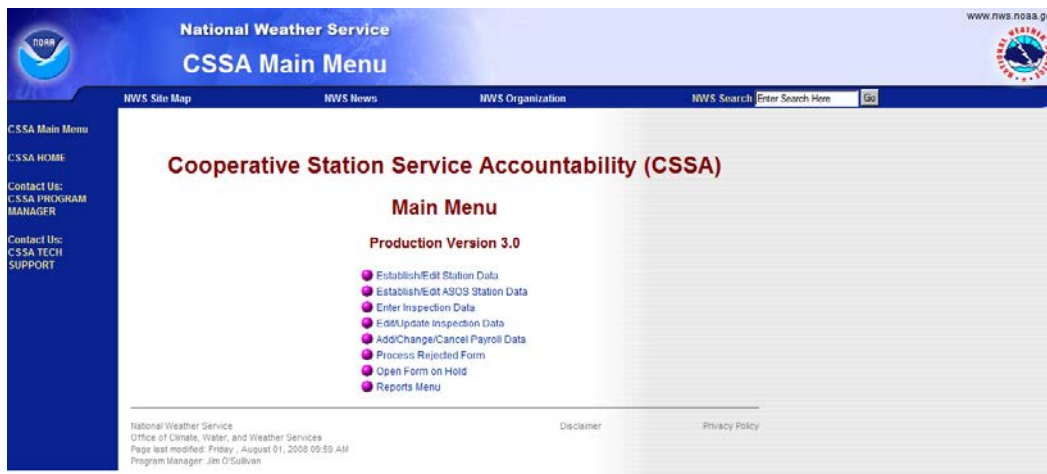 www.nws.noaa.g
NOAA
National Weather Service
CSSA Main Menu
NWS Site Map NWS News NWS Organization NWS Search Enter Search Here Go
CSSA Main Menu
CSSA HOME
Contact Us:
CSSA PROGRAM
MANAGER
Contact Us:
CSSA TECH
SUPPORT
Cooperative Station Service Accountability (CSSA)
Main Menu
Production Version 3.0
Establish/Edit Station Data
Establish/Edit ASOS Station Data
Enter Inspection Data
Edit/Update Inspection Data
Add/Change/Cancel Payroll Data
Process Rejected Form
Open Form on Hold
Reports Menu
National Weather Service Disclaimer Privacy Policy
Office of Climate, Water, and Weather Services
Page last modified: Friday , August 01, 2008 09:59 AM
Program Manager: Jim O'Sullivan